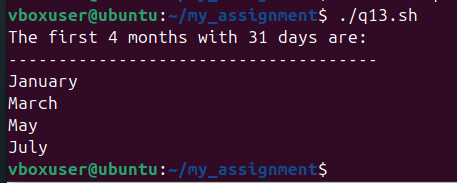 vboxuser@ubuntu:~/my_assignment$ ./q13.sh
The first 4 months with 31 days are:
-------------------------------------
January
March
May
July
vboxuser@ubuntu:~/my_assignment$